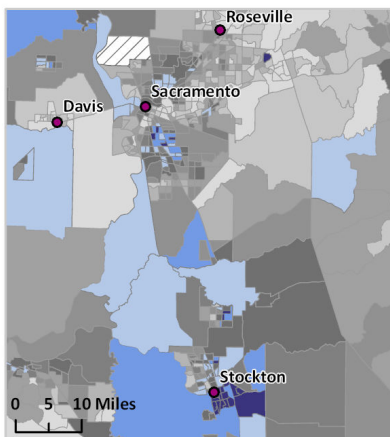 Roseville
Sacramento
Davis
Stockton
0 5 10 Miles